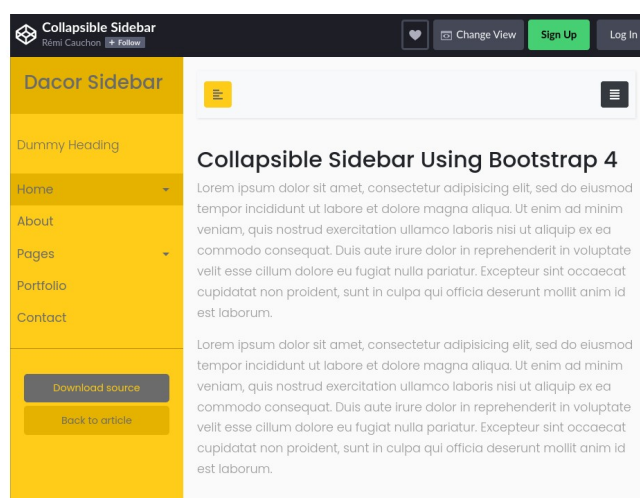 Collapsible Sidebar
Rémi Cauchon + Follow
Change View
Sign Up
Log In
Dacor Sidebar
Dummy Heading
Home
About
Pages
Portfolio
Contact
Download source
Back to article
Collapsible Sidebar Using Bootstrap 4
Lorem ipsum dolor sit amet, consectetur adipisicing elit, sed do eiusmod
tempor incididunt ut labore et dolore magna aliqua. Ut enim ad minim
veniam, quis nostrud exercitation ullamco laboris nisi ut aliquip ex ea
commodo consequat. Duis aute irure dolor in reprehenderit in voluptate
velit esse cillum dolore eu fugiat nulla pariatur. Excepteur sint occaecat
cupidatat non proident, sunt in culpa qui officia deserunt mollit anim id
est laborum.
Lorem ipsum dolor sit amet, consectetur adipisicing elit, sed do eiusmod
tempor incididunt ut labore et dolore magna aliqua. Ut enim ad minim
veniam, quis nostrud exercitation ullamco laboris nisi ut aliquip ex ea
commodo consequat. Duis aute irure dolor in reprehenderit in voluptate
velit esse cillum dolore eu fugiat nulla pariatur. Excepteur sint occaecat
cupidatat non proident, sunt in culpa qui officia deserunt mollit anim id
est laborum.